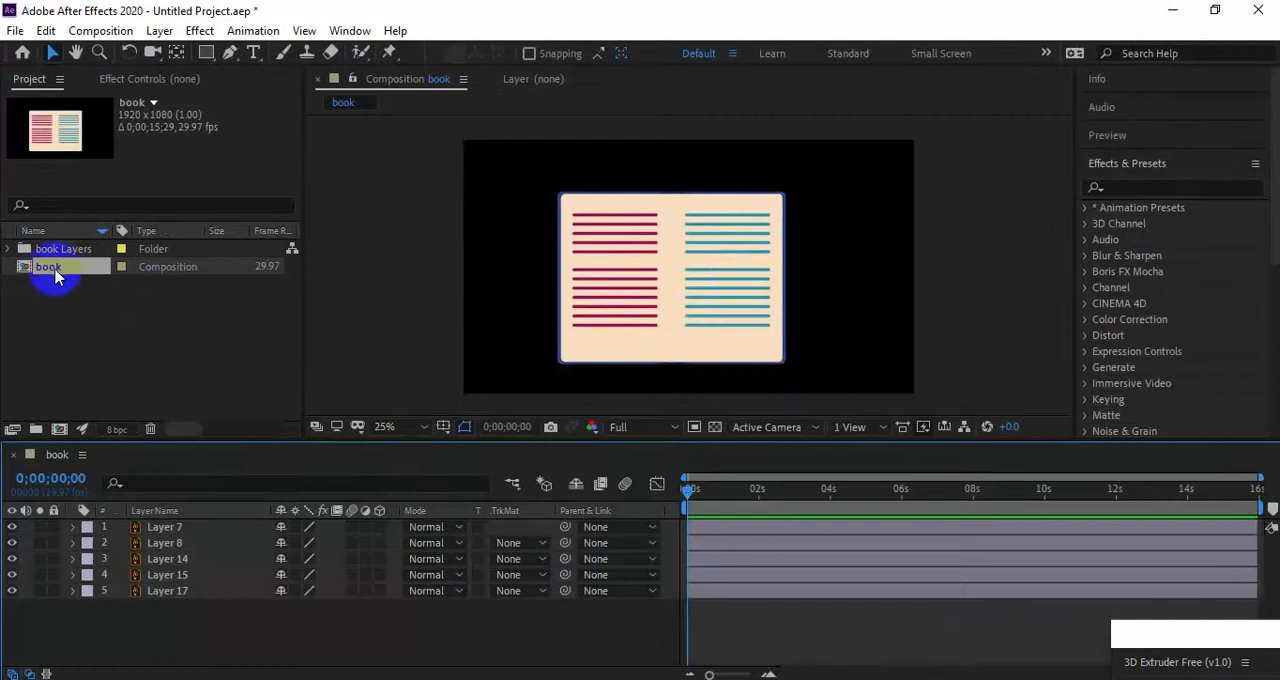 Adobe After Effects 2020 - Untitled Project.aep *
File Edit Composition Layer Effect Animation View Window Help
Snapping Default Learn Standard Small Screen Search Help
Project Effect Controls (none) Composition book Layer (none) Info
book book Audio
1920 x 1080 (1.00)
Δ 0;00;15;29, 29.97 fps
Preview
Effects & Presets
Name Type Size Frame R...
book Layers Folder
book Composition 29.97
* Animation Presets
3D Channel
Audio
Blur & Sharpen
Boris FX Mocha
Channel
CINEMA 4D
Color Correction
Distort
Expression Controls
Generate
Immersive Video
Keying
Matte
Noise & Grain
8 bpc 25% 0;00;00;00 Full Active Camera 1 View +0.0
book
0;00;00;00
00000 (29.97 fps)
:00s 02s 04s 06s 08s 10s 12s 14s 16s
# Layer Name Mode T .TrkMat Parent & Link
1 Layer 7 Normal None
2 Layer 8 Normal None None
3 Layer 14 Normal None None
4 Layer 15 Normal None None
5 Layer 17 Normal None None
3D Extruder Free (v1.0)